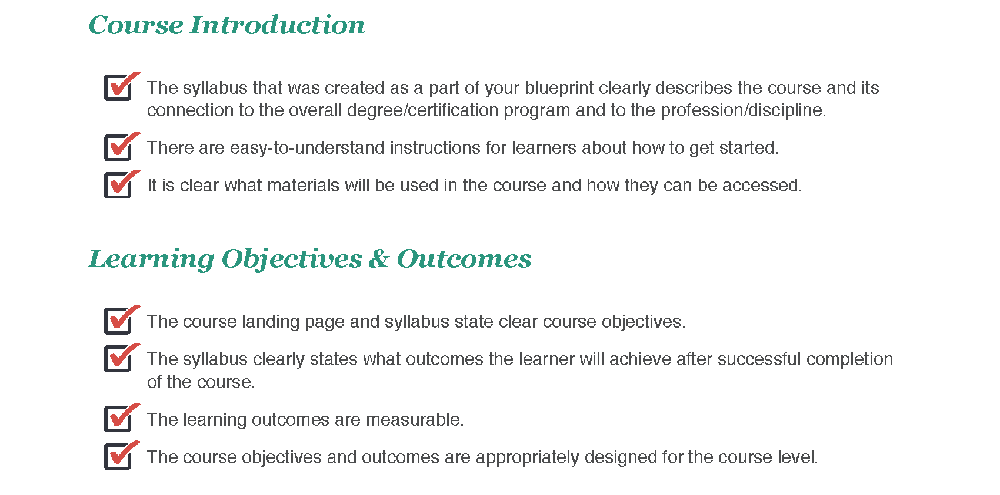 Course Introduction
The syllabus that was created as a part of your blueprint clearly describes the course and its
connection to the overall degree/certification program and to the profession/discipline.
There are easy-to-understand instructions for learners about how to get started.
It is clear what materials will be used in the course and how they can be accessed.
Learning Objectives & Outcomes
The course landing page and syllabus state clear course objectives.
The syllabus clearly states what outcomes the learner will achieve after successful completion
of the course.
The learning outcomes are measurable.
The course objectives and outcomes are appropriately designed for the course level.